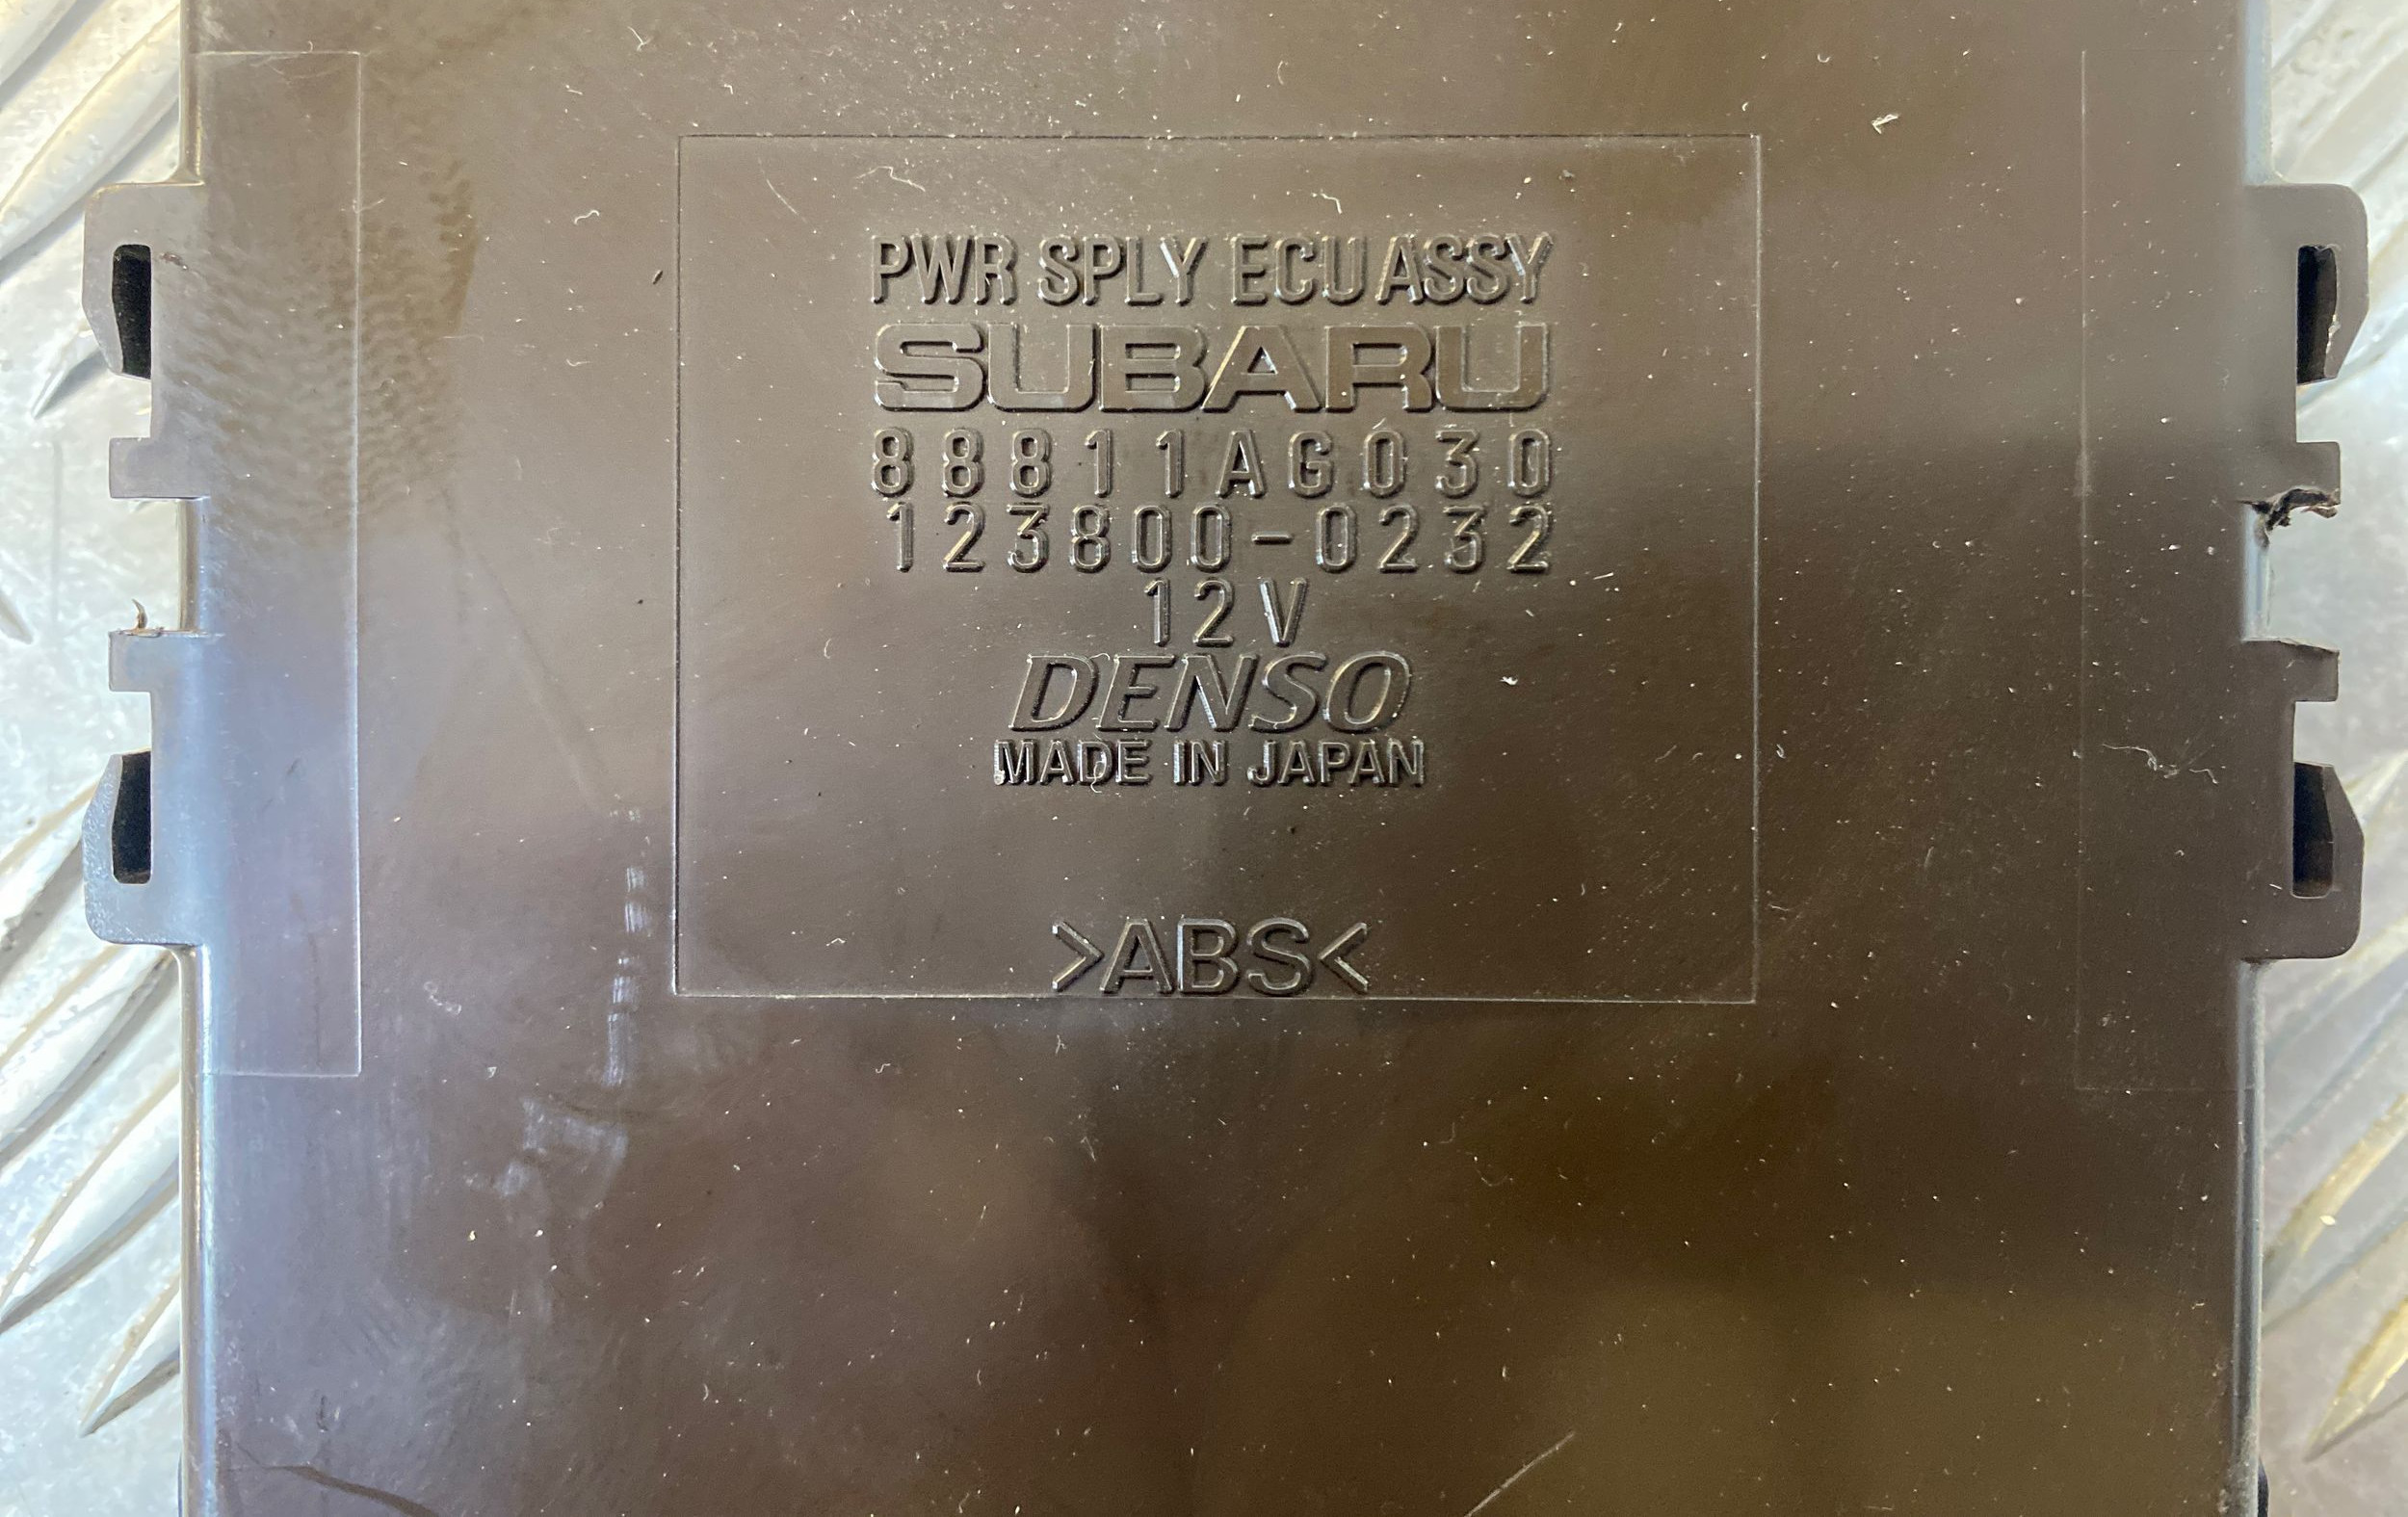 PWR SPLY ECU ASSY
SUBARU
88811AG030
123800-0232
12V
DENSO
MADE IN JAPAN
>ABS<